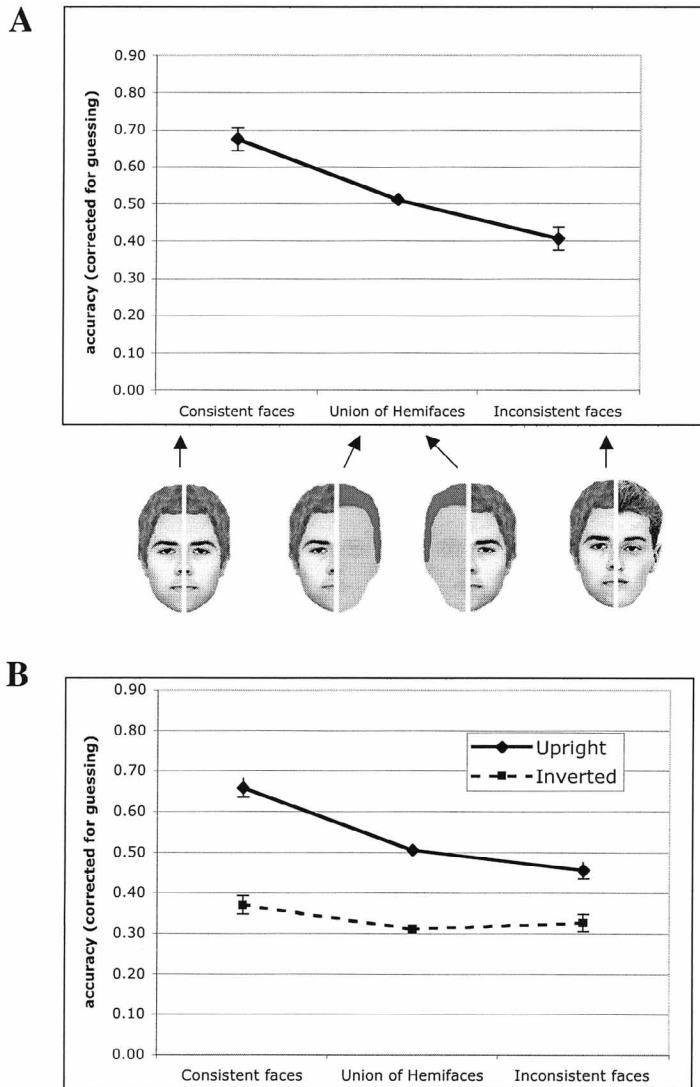 A
accuracy (corrected for guessing)
0.90
0.80
0.70
0.60
0.50
0.40
0.30
0.20
0.10
0.00
Consistent faces Union of Hemifaces Inconsistent faces
B
accuracy (corrected for guessing)
0.90
0.80
0.70
0.60
0.50
0.40
0.30
0.20
0.10
0.00
Upright
Inverted
Consistent faces Union of Hemifaces Inconsistent faces